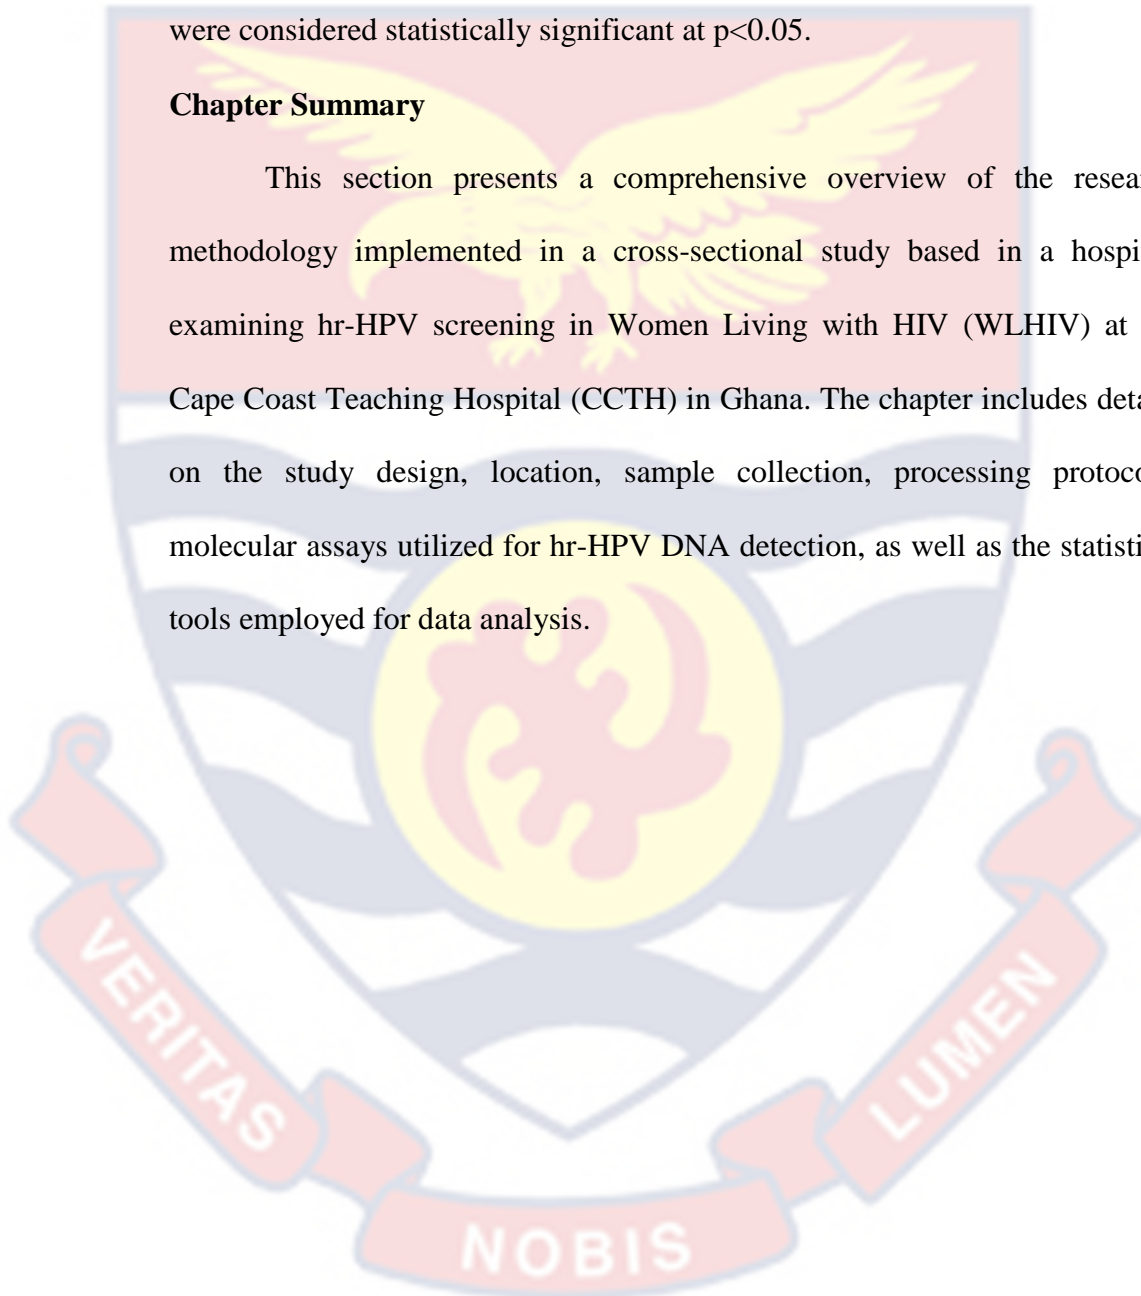 were considered statistically significant at p<0.05.
Chapter Summary
This section presents a comprehensive overview of the resear
methodology implemented in a cross-sectional study based in a hospi
examining hr-HPV screening in Women Living with HIV (WLHIV) at
Cape Coast Teaching Hospital (CCTH) in Ghana. The chapter includes deta
on the study design, location, sample collection, processing protoco
molecular assays utilized for hr-HPV DNA detection, as well as the statisti
tools employed for data analysis.
VERITAS
NOBIS
LUMEN